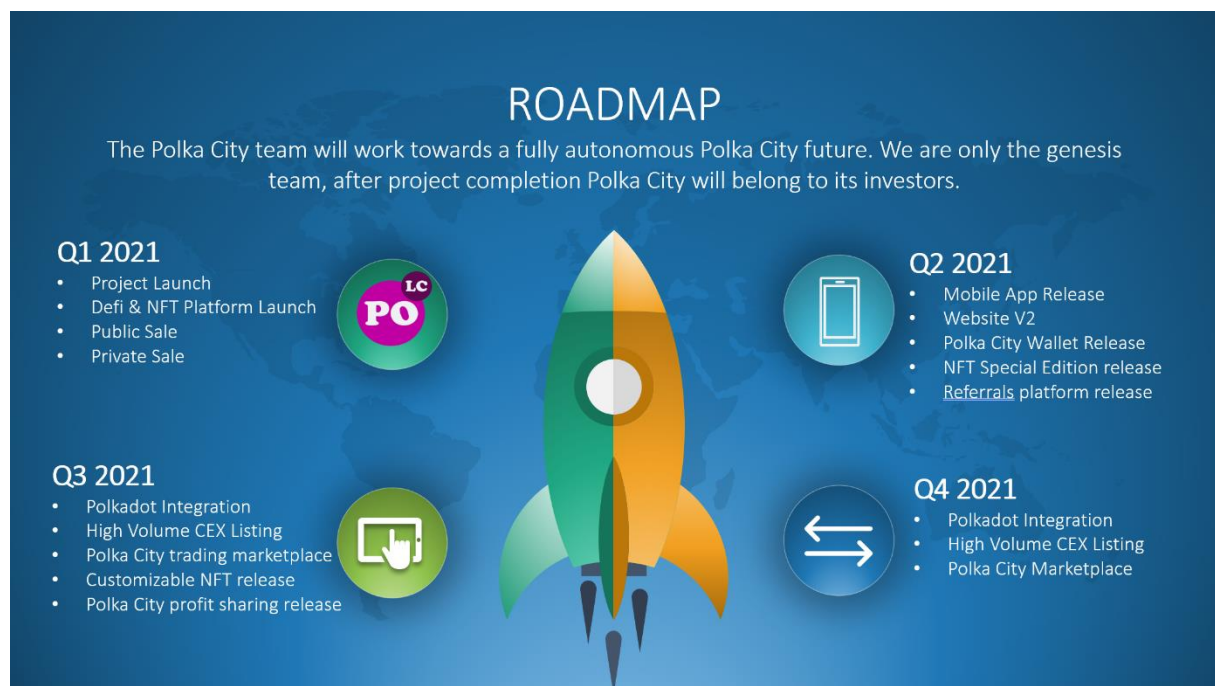 ROADMAP
The Polka City team will work towards a fully autonomous Polka City future. We are only the genesis
team, after project completion Polka City will belong to its investors.
Q1 2021
• Project Launch
• Defi & NFT Platform Launch
• Public Sale
• Private Sale
PO
LC
Q2 2021
• Mobile App Release
• Website V2
• Polka City Wallet Release
• NFT Special Edition release
• Referrals platform release
Q3 2021
• Polkadot Integration
• High Volume CEX Listing
• Polka City trading marketplace
• Customizable NFT release
• Polka City profit sharing release
Q4 2021
• Polkadot Integration
• High Volume CEX Listing
• Polka City Marketplace